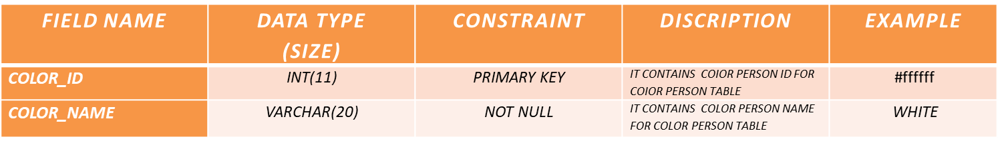 FIELD NAME DATA TYPE (SIZE) CONSTRAINT DISCRIPTION EXAMPLE
COLOR_ID INT(11) PRIMARY KEY IT CONTAINS COIOR PERSON ID FOR COIOR PERSON TABLE #ffffff
COLOR_NAME VARCHAR(20) NOT NULL IT CONTAINS COLOR PERSON NAME FOR COLOR PERSON TABLE WHITE